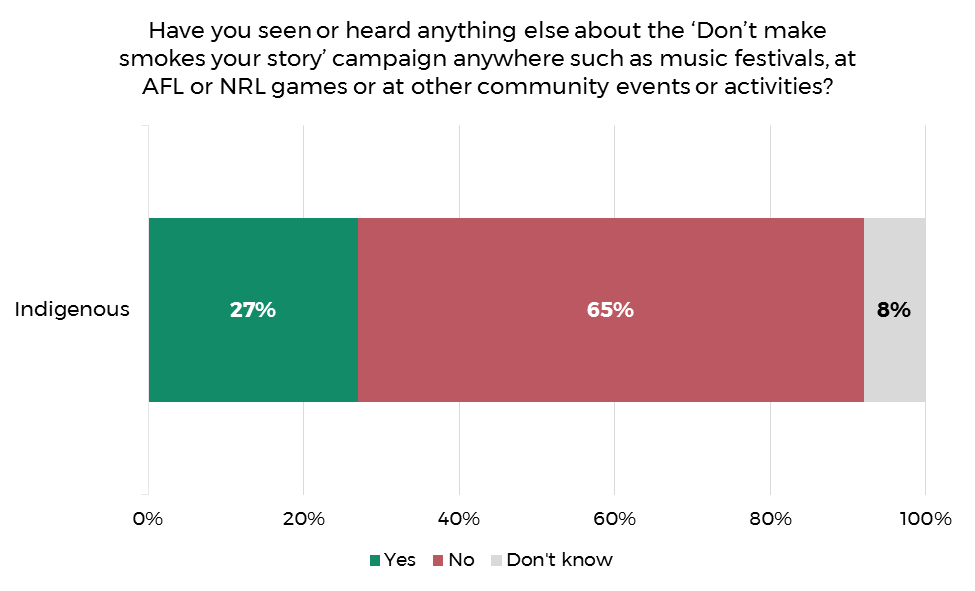 Have you seen or heard anything else about the ‘Don’t make
smokes your story’ campaign anywhere such as music festivals, at
AFL or NRL games or at other community events or activities?
Indigenous
27%
65%
8%
0%
20%
40%
60%
80%
100%
Yes
No
Don't know